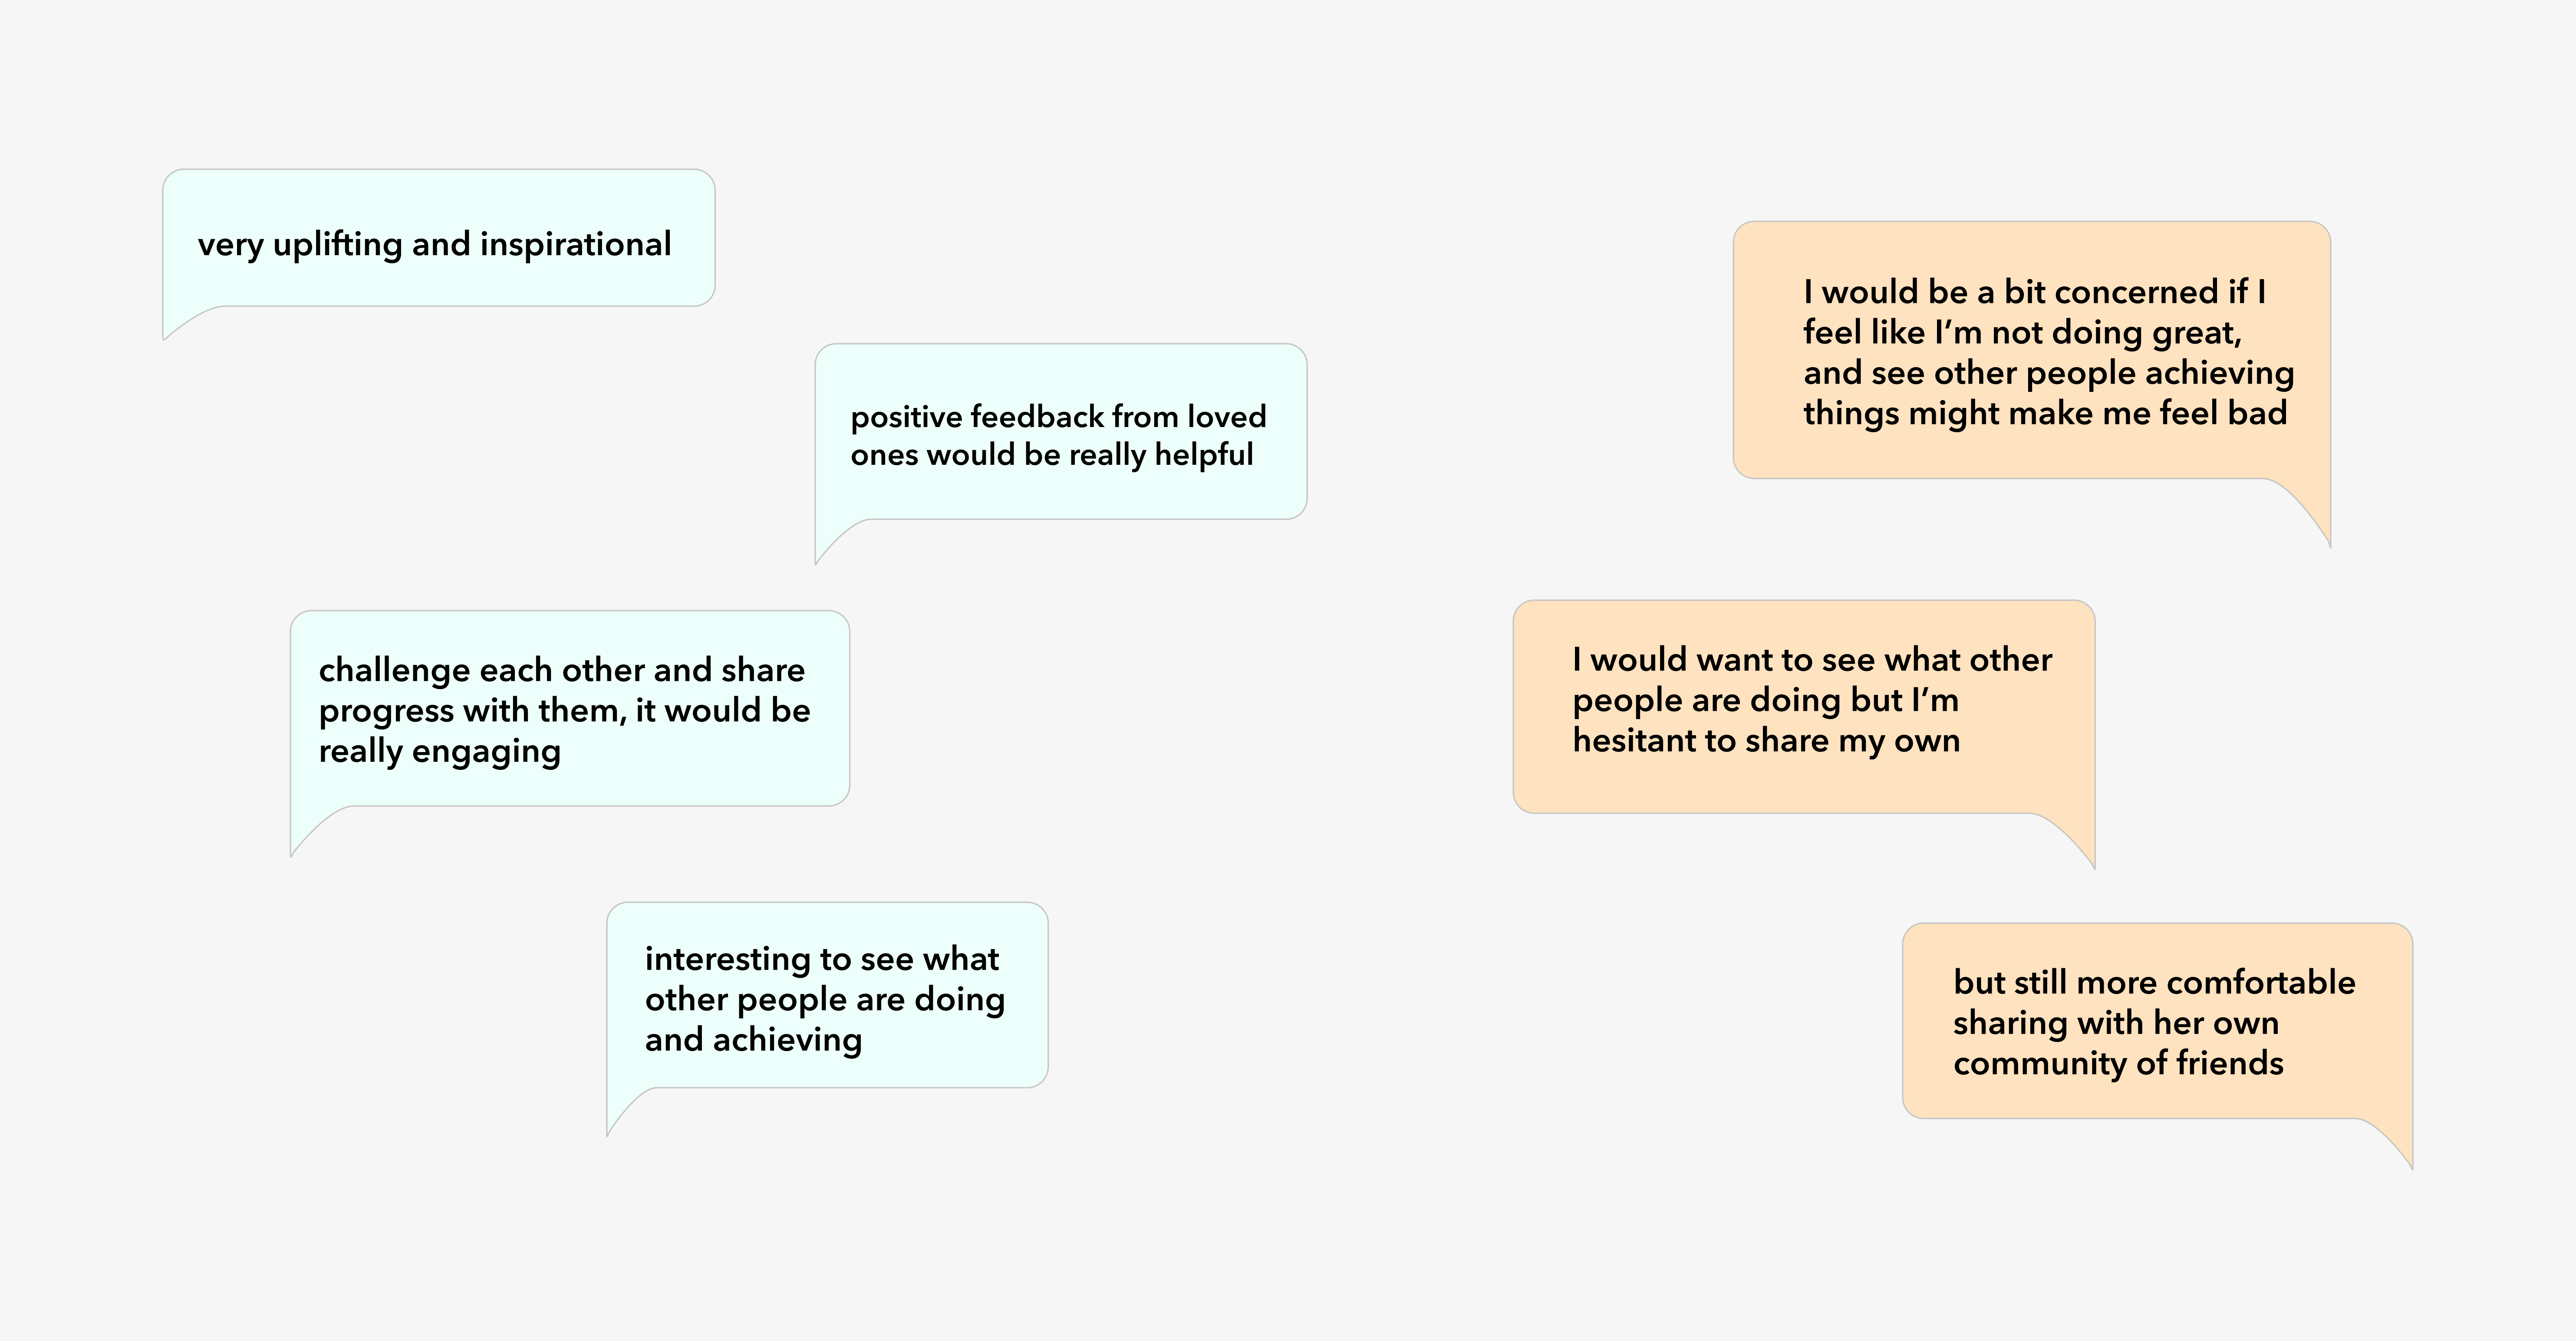 very uplifting and inspirational
positive feedback from loved
ones would be really helpful
challenge each other and share
progress with them, it would be
really engaging
interesting to see what
other people are doing
and achieving
I would be a bit concerned if I
feel like I’m not doing great,
and see other people achieving
things might make me feel bad
I would want to see what other
people are doing but I’m
hesitant to share my own
but still more comfortable
sharing with her own
community of friends